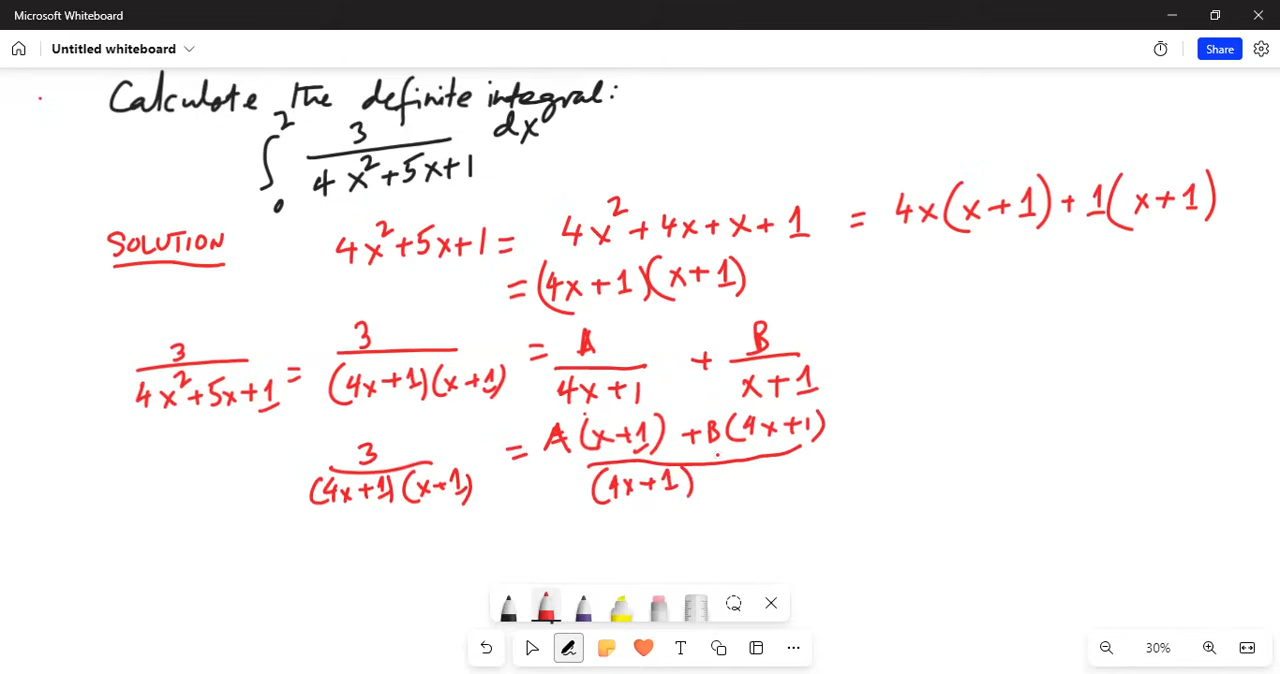 Microsoft Whiteboard
Untitled whiteboard
Share
Calculate the definite integral:
∫₀² 3/(4x²+5x+1) dx
SOLUTION
4x²+5x+1 = 4x²+4x+x+1 = 4x(x+1)+1(x+1)
=(4x+1)(x+1)
3/(4x²+5x+1) = 3/((4x+1)(x+1)) = A/(4x+1) + B/(x+1)
3/((4x+1)(x+1)) = A(x+1)+B(4x+1)/(4x+1)
T
30%